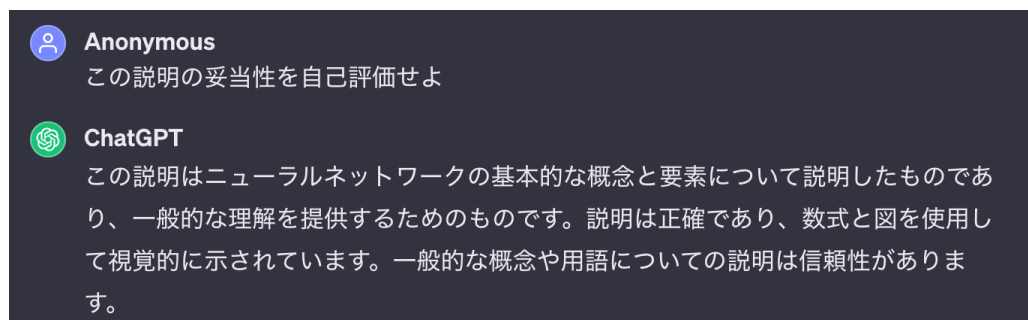 Anonymous
この説明の妥当性を自己評価せよ
ChatGPT
この説明はニューラルネットワークの基本的な概念と要素について説明したものであ
り、一般的な理解を提供するためのものです。説明は正確であり、数式と図を使用し
て視覚的に示されています。一般的な概念や用語についての説明は信頼性がありま
す。